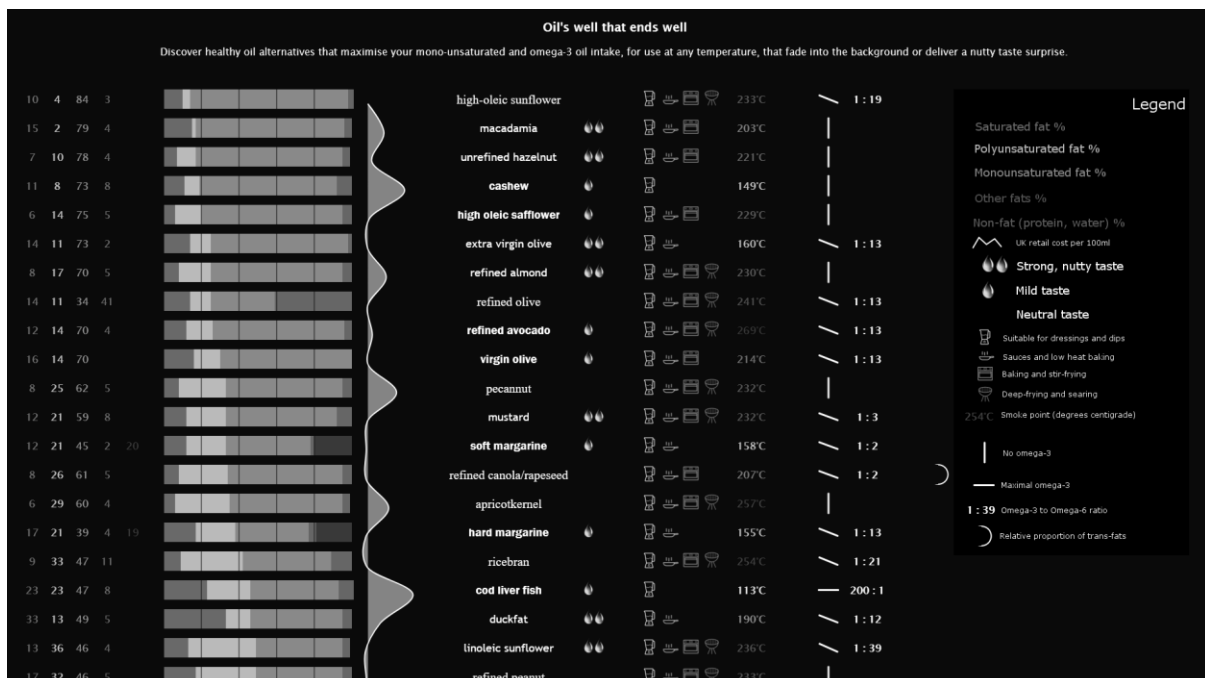 Oil's well that ends well
Discover healthy oil alternatives that maximise your mono-unsaturated and omega-3 oil intake, for use at any temperature, that fade into the background or deliver a nutty taste surprise.
10 4 84 3 high-oleic sunflower 233°C 1 : 19
15 2 79 4 macadamia 203°C
7 10 78 4 unrefined hazelnut 221°C
11 8 73 8 cashew 149°C
6 14 75 5 high oleic safflower 229°C
14 11 73 2 extra virgin olive 160°C 1 : 13
8 17 70 5 refined almond 230°C
14 11 34 41 refined olive 241°C 1 : 13
12 14 70 4 refined avocado 269°C 1 : 13
16 14 70 virgin olive 214°C 1 : 13
8 25 62 5 pecannut 232°C
12 21 59 8 mustard 232°C 1 : 3
12 21 45 2 20 soft margarine 158°C 1 : 2
8 26 61 5 refined canola/rapeseed 207°C 1 : 2
6 29 60 4 apricotkernel 257°C
17 21 39 4 19 hard margarine 155°C 1 : 13
9 33 47 11 ricebran 254°C 1 : 21
23 23 47 8 cod liver fish 113°C 200 : 1
33 13 49 5 duckfat 190°C 1 : 12
13 36 46 4 linoleic sunflower 236°C 1 : 39
17 32 46 5 refined peanut 233°C
Legend
Saturated fat %
Polyunsaturated fat %
Monounsaturated fat %
Other fats %
Non-fat (protein, water) %
UK retail cost per 100ml
Strong, nutty taste
Mild taste
Neutral taste
Suitable for dressings and dips
Sauces and low heat baking
Baking and stir-frying
Deep-frying and searing
254°C Smoke point (degrees centigrade)
No omega-3
Maximal omega-3
1 : 39 Omega-3 to Omega-6 ratio
Relative proportion of trans-fats